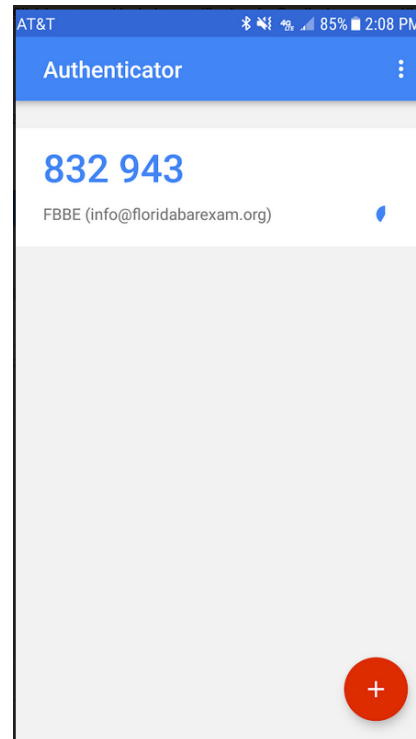 AT&T 85% 2:08 PM
Authenticator
832 943
FBBE (info@floridabarexam.org)
+